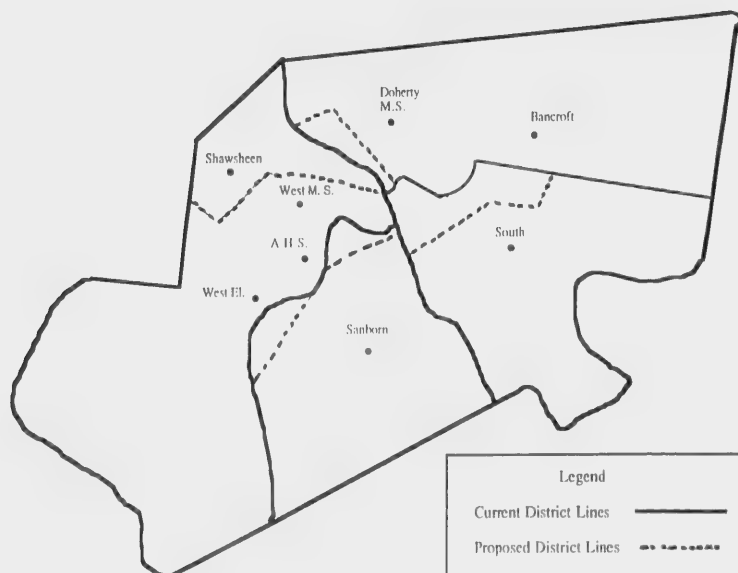 Doherty
M.S.
Bancroft
Shawsheen
West M. S.
South
A H S.
West El.
Sanborn
Legend
Current District Lines
Proposed District Lines